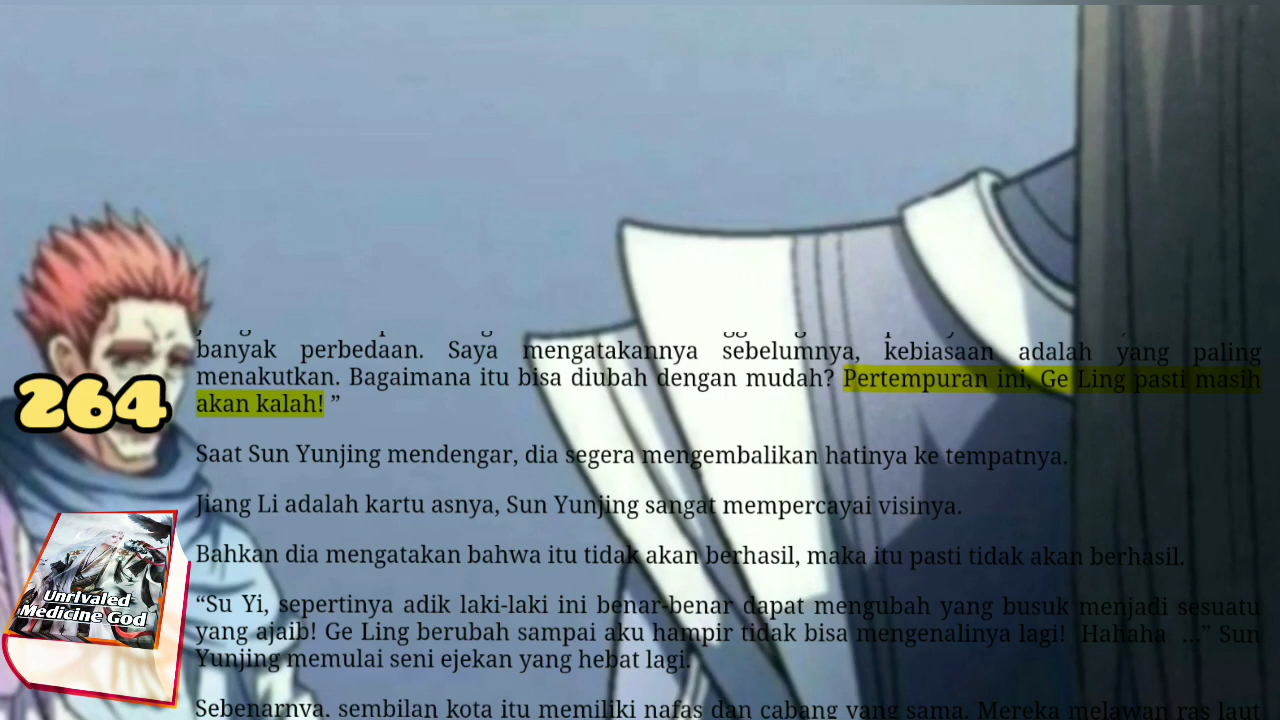 banyak perbedaan. Saya mengatakannya sebelumnya, kebiasaan adalah yang paling
menakutkan. Bagaimana itu bisa diubah dengan mudah? Pertempuran ini, Ge Ling pasti masih
akan kalah! ”
264
Saat Sun Yunjing mendengar, dia segera mengembalikan hatinya ke tempatnya.
Jiang Li adalah kartu asnya, Sun Yunjing sangat mempercayai visinya.
Bahkan dia mengatakan bahwa itu tidak akan berhasil, maka itu pasti tidak akan berhasil.
“Su Yi, sepertinya adik laki-laki ini benar-benar dapat mengubah yang busuk menjadi sesuatu
yang ajaib! Ge Ling berubah sampai aku hampir tidak bisa mengenalinya lagi! Hahaha ...” Sun
Yunjing memulai seni ejekan yang hebat lagi.
Sebenarnya, sembilan kota itu memiliki nafas dan cabang yang sama. Mereka melawan ras laut
Unrivaled
Medicine God